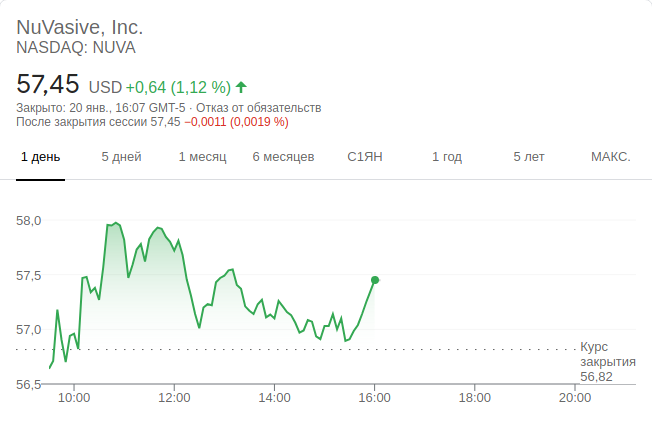 NuVasive, Inc.
NASDAQ: NUVA
57,45 USD +0,64 (1,12 %)
Закрыто: 20 янв., 16:07 GMT-5 · Отказ от обязательств
После закрытия сессии 57,45 −0,0011 (0,0019 %)
1 день 5 дней 1 месяц 6 месяцев С1ЯН 1 год 5 лет МАКС.
58,0
57,5
57,0
Курс
закрытия
56,82
56,5
10:00 12:00 14:00 16:00 18:00 20:00